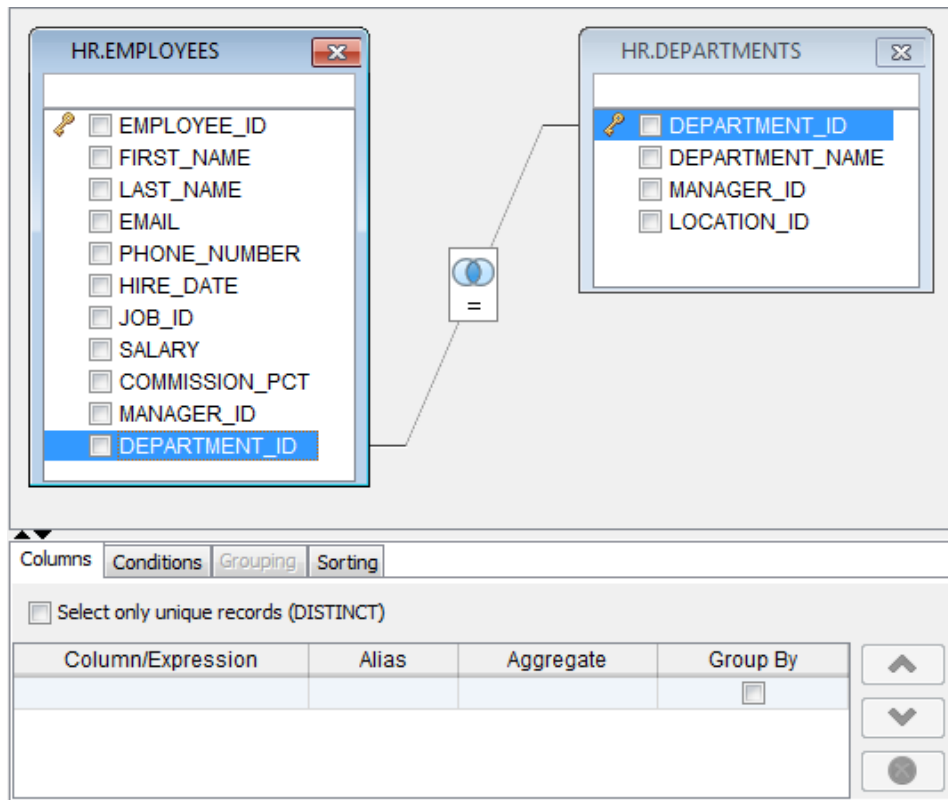 HR.EMPLOYEES
EMPLOYEE_ID
FIRST_NAME
LAST_NAME
EMAIL
PHONE_NUMBER
HIRE_DATE
JOB_ID
SALARY
COMMISSION_PCT
MANAGER_ID
DEPARTMENT_ID
=
HR.DEPARTMENTS
DEPARTMENT_ID
DEPARTMENT_NAME
MANAGER_ID
LOCATION_ID
Columns Conditions Grouping Sorting
Select only unique records (DISTINCT)
Column/Expression Alias Aggregate Group By